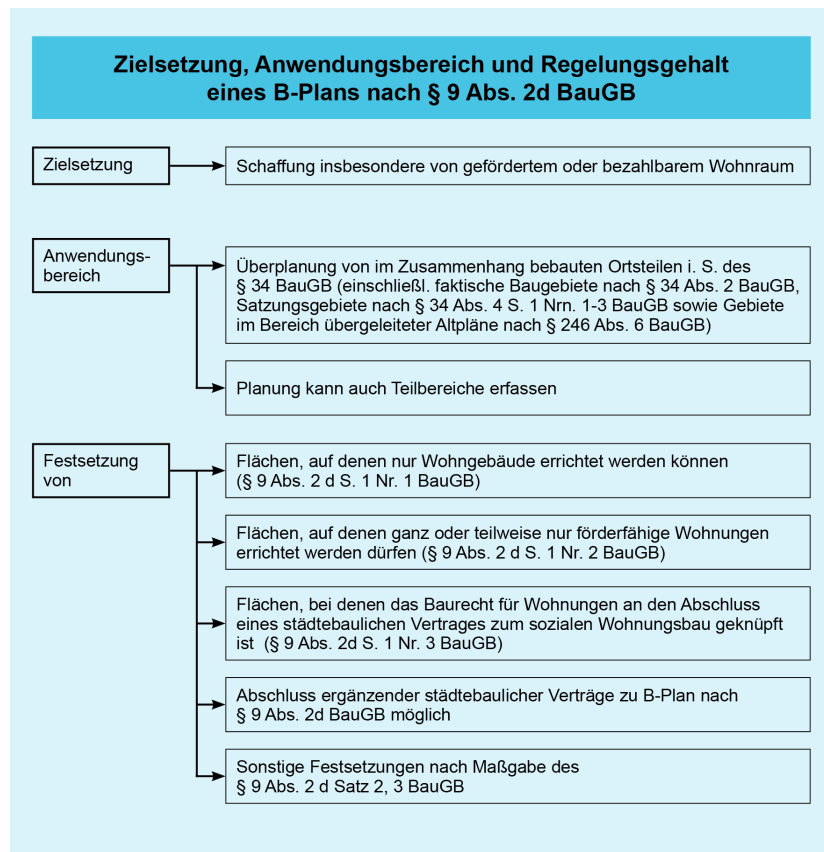 Zielsetzung, Anwendungsbereich und Regelungsgehalt
eines B-Plans nach § 9 Abs. 2d BauGB
Zielsetzung
Schaffung insbesondere von gefördertem oder bezahlbarem Wohnraum
Anwendungs-
bereich
Überplanung von im Zusammenhang bebauten Ortsteilen i. S. des
§ 34 BauGB (einschließl. faktische Baugebiete nach § 34 Abs. 2 BauGB,
Satzungsgebiete nach § 34 Abs. 4 S. 1 Nrn. 1-3 BauGB sowie Gebiete
im Bereich übergeleiteter Altpläne nach § 246 Abs. 6 BauGB)
Planung kann auch Teilbereiche erfassen
Festsetzung
von
Flächen, auf denen nur Wohngebäude errichtet werden können
(§ 9 Abs. 2 d S. 1 Nr. 1 BauGB)
Flächen, auf denen ganz oder teilweise nur förderfähige Wohnungen
errichtet werden dürfen (§ 9 Abs. 2 d S. 1 Nr. 2 BauGB)
Flächen, bei denen das Baurecht für Wohnungen an den Abschluss
eines städtebaulichen Vertrages zum sozialen Wohnungsbau geknüpft
ist (§ 9 Abs. 2d S. 1 Nr. 3 BauGB)
Abschluss ergänzender städtebaulicher Verträge zu B-Plan nach
§ 9 Abs. 2d BauGB möglich
Sonstige Festsetzungen nach Maßgabe des
§ 9 Abs. 2 d Satz 2, 3 BauGB